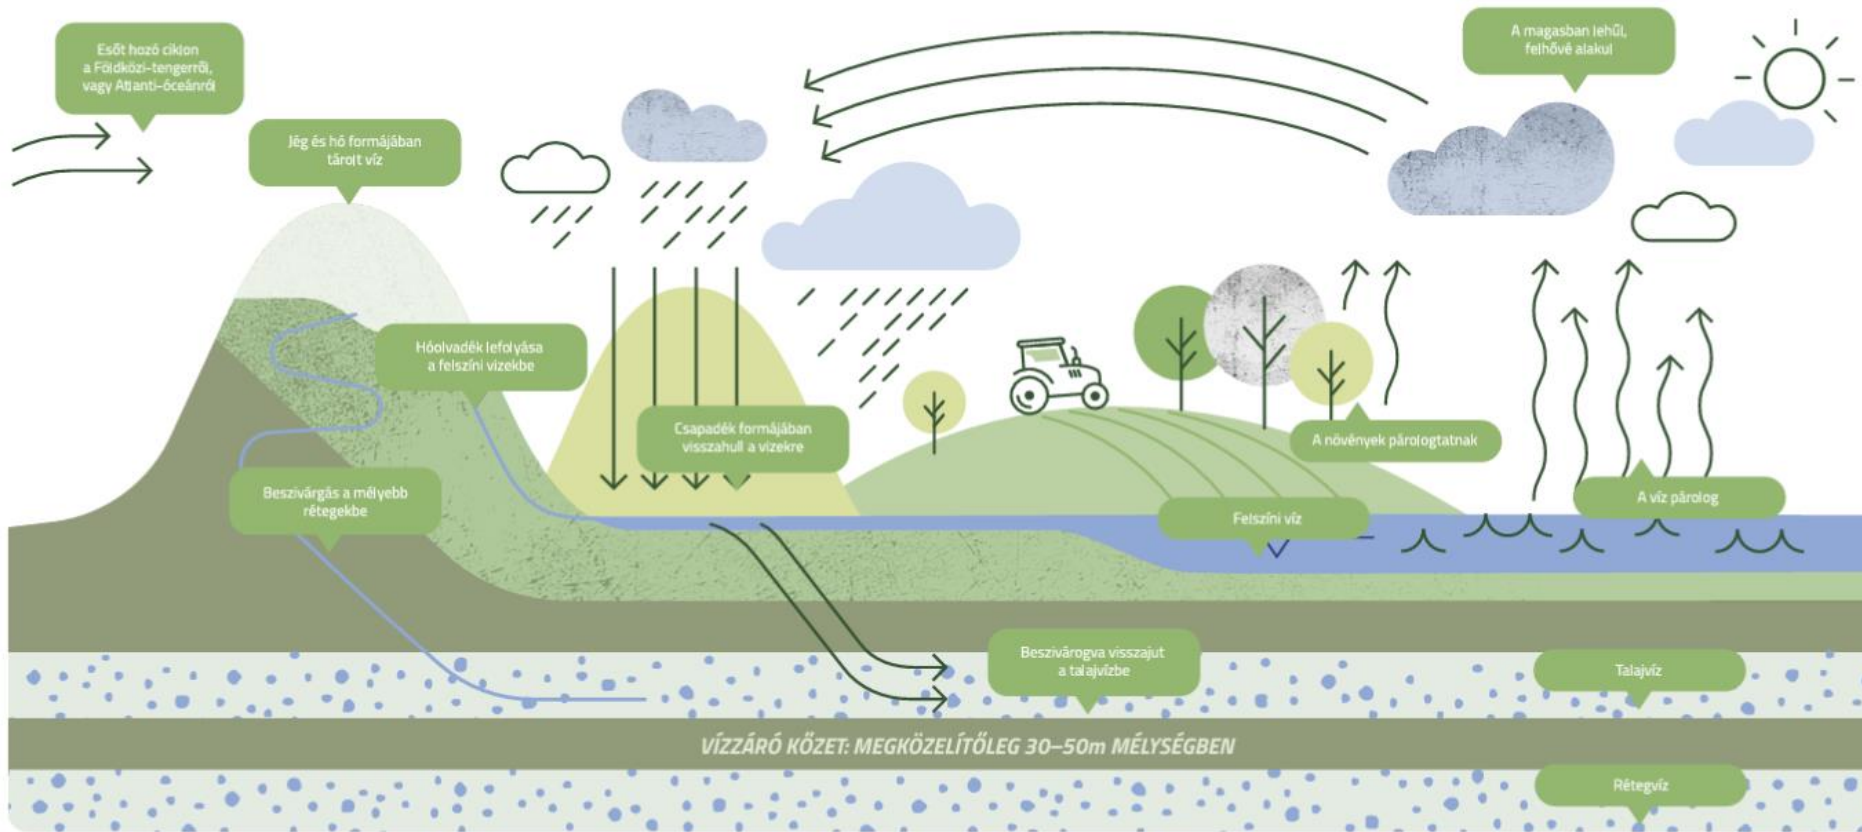 Esőt hozó ciklon
a Földközi-tengerről,
vagy Atlanti-óceánról
A magasban lehűl,
felhővé alakul
Jég és hó formájában
tárolt víz
Hóolvadék lefolyása
a felszíni vizekbe
Csapadék formájában
visszahull a vizekre
A növények párologtatnak
Beszivárgás a mélyebb
rétegekbe
A víz párolog
Felszíni víz
Beszivárogva visszajut
a talajvízbe
Talajvíz
VÍZZÁRÓ KŐZET: MEGKÖZELÍTŐLEG 30–50m MÉLYSÉGBEN
Rétegvíz